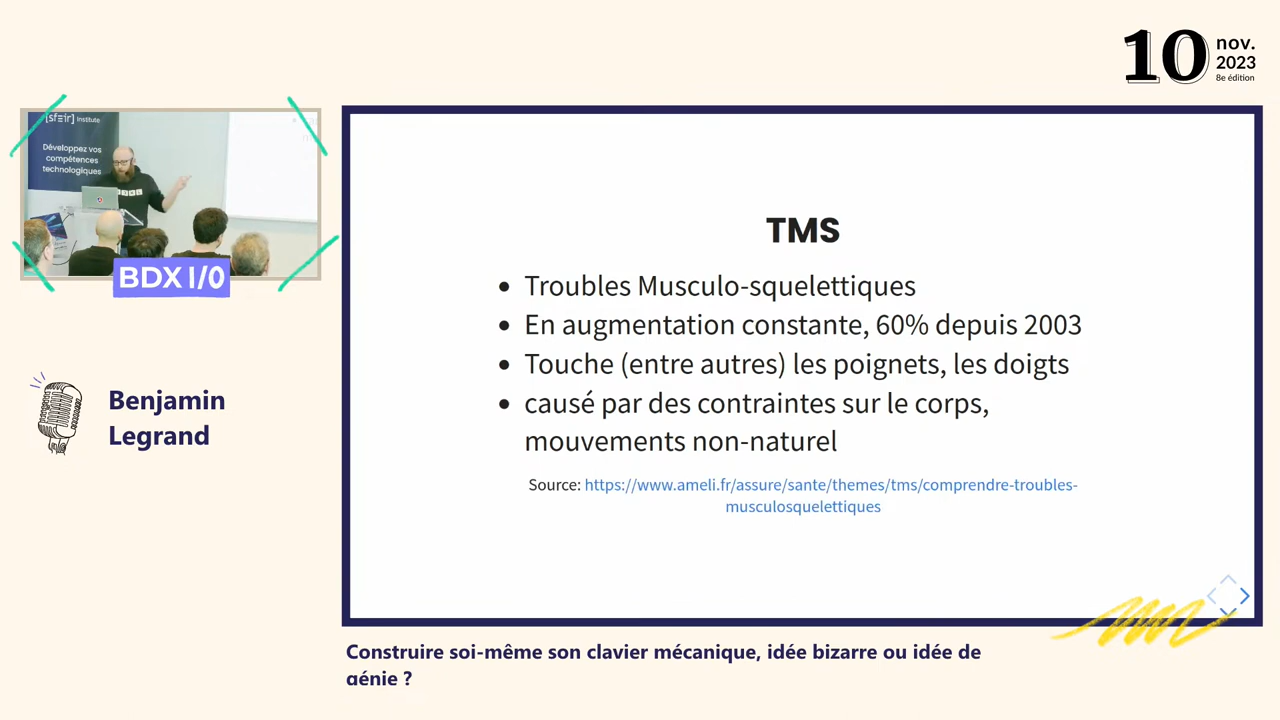 10
nov.
2023
8e édition
[sfeir] Institute
Développez vos
compétences
technologiques
BDX I/O
Benjamin
Legrand
TMS
• Troubles Musculo-squelettiques
• En augmentation constante, 60% depuis 2003
• Touche (entre autres) les poignets, les doigts
• causé par des contraintes sur le corps,
mouvements non-naturel
Source: https://www.ameli.fr/assure/sante/themes/tms/comprendre-troubles-
musculosquelettiques
Construire soi-même son clavier mécanique, idée bizarre ou idée de
génie ?